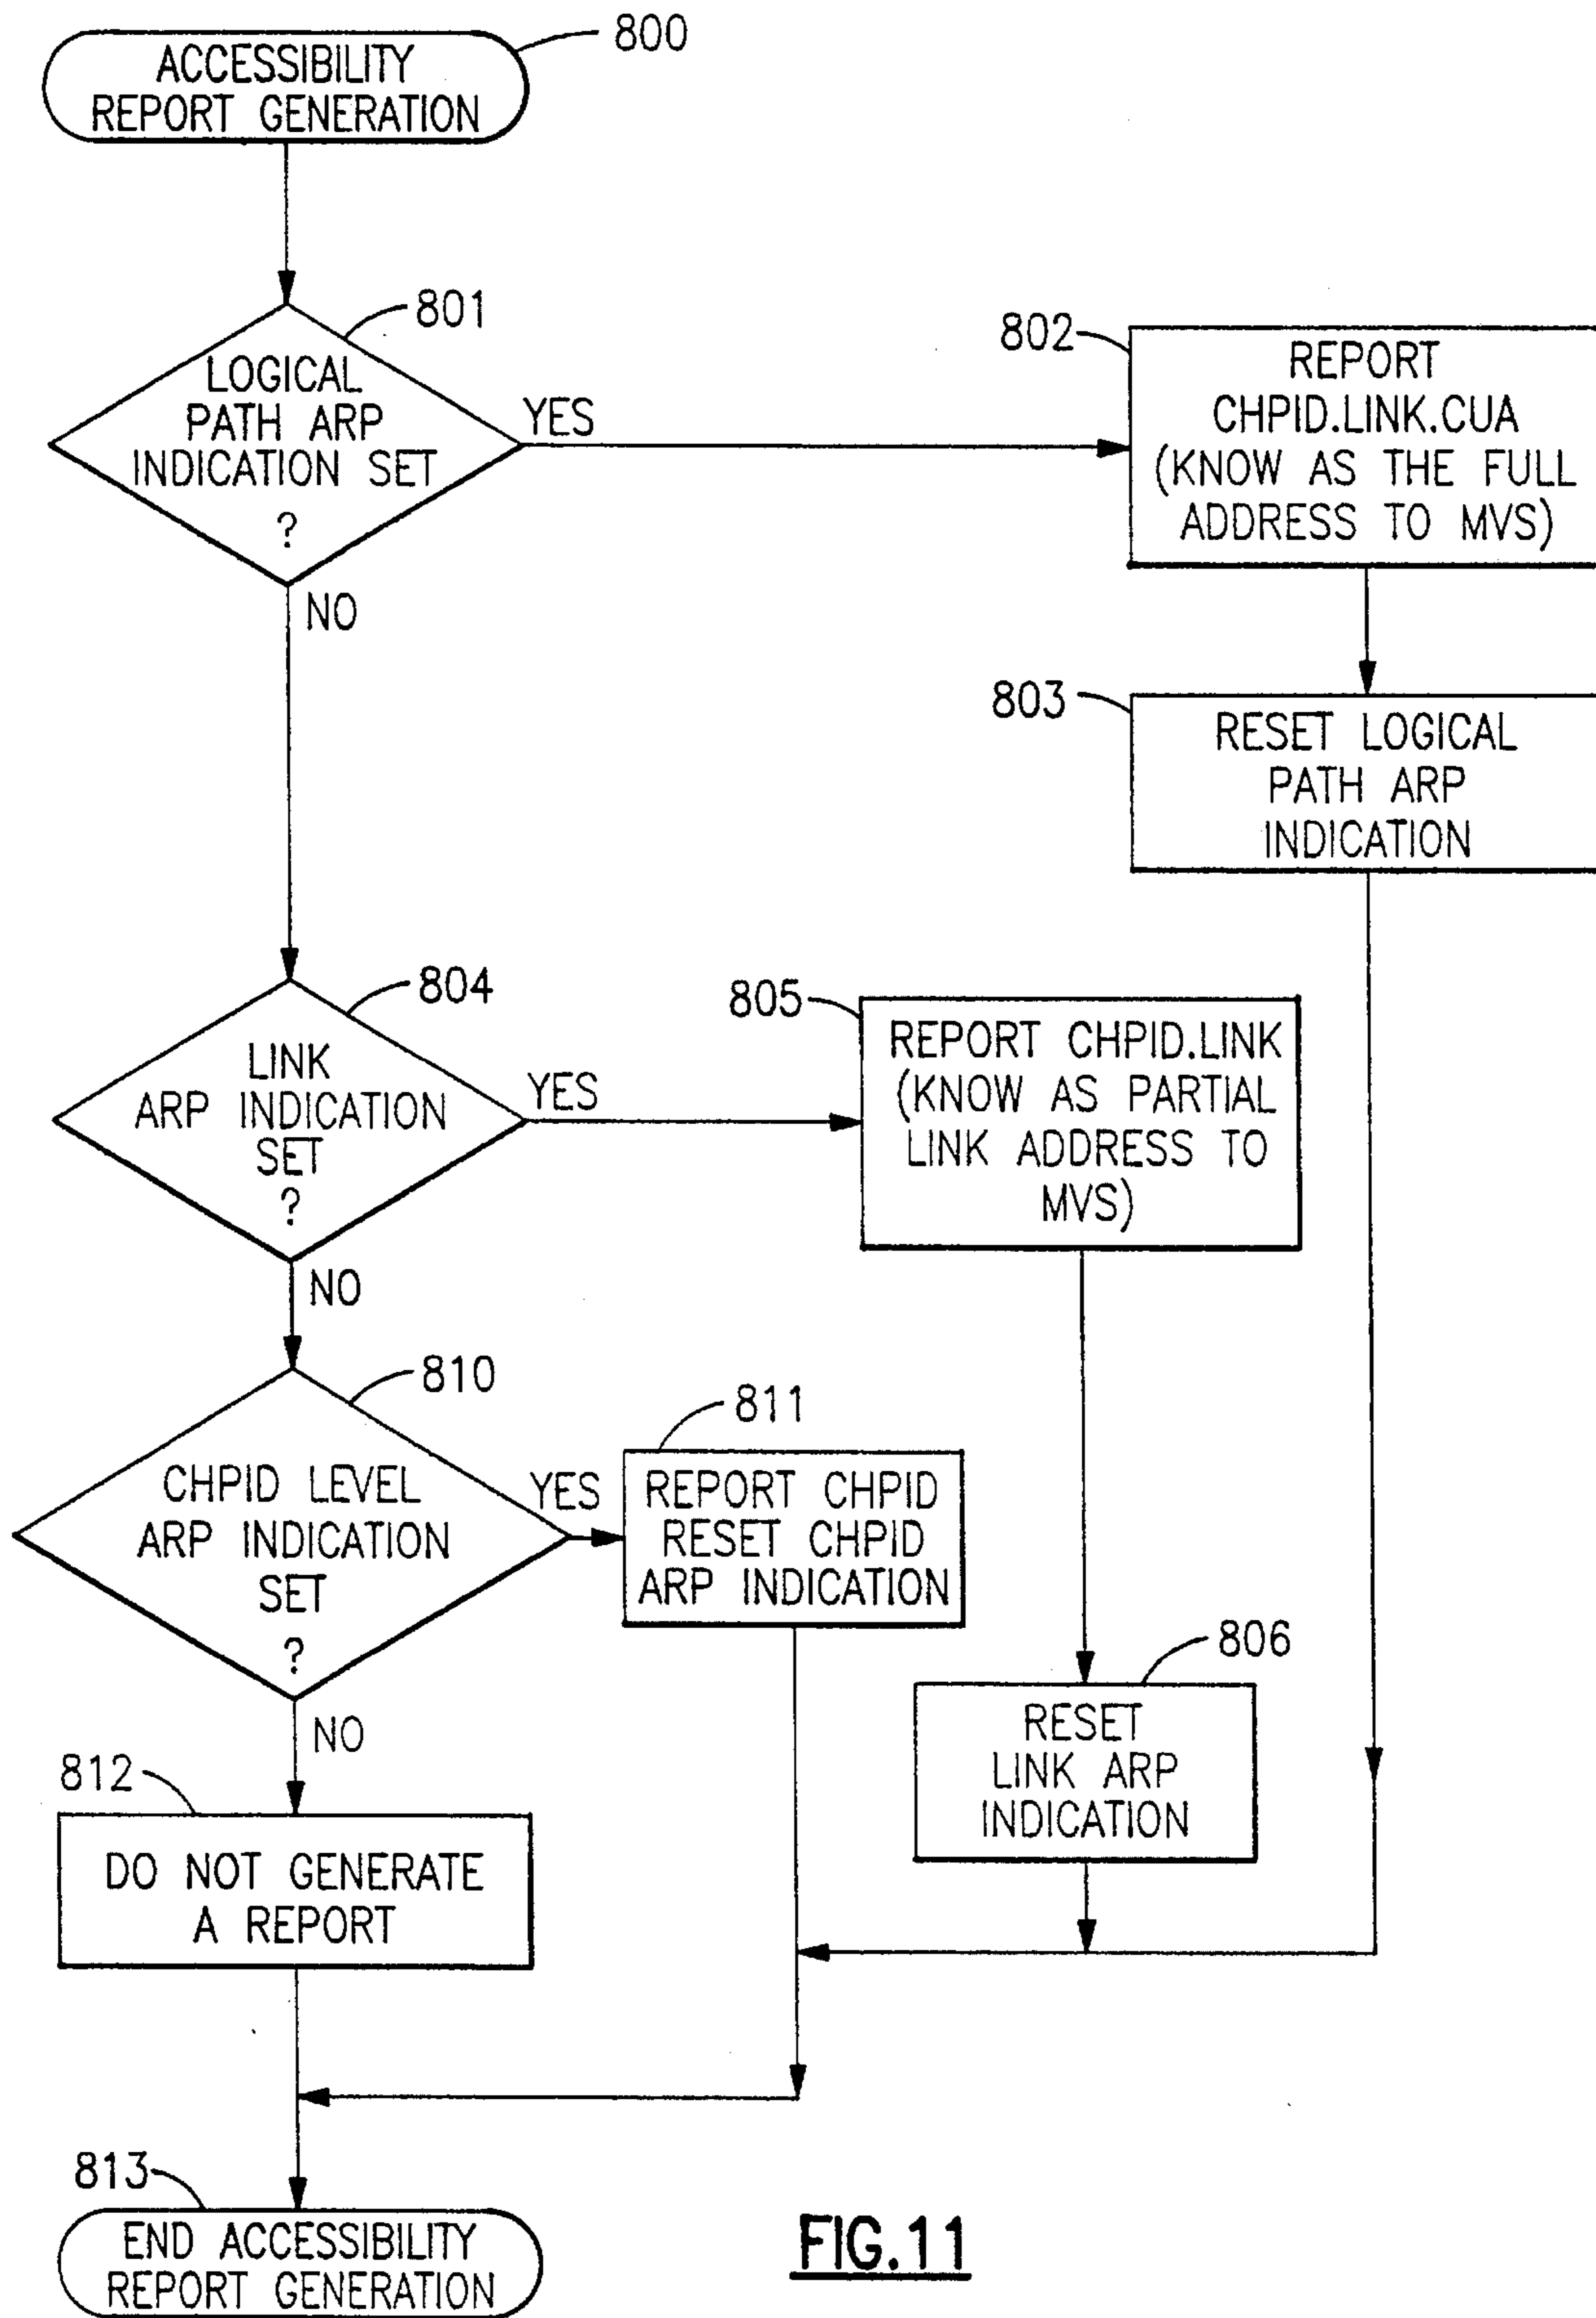 800
ACCESSIBILITY
REPORT GENERATION
801
LOGICAL
PATH ARP
INDICATION SET
?
YES
NO
802
REPORT
CHPID.LINK.CUA
(KNOW AS THE FULL
ADDRESS TO MVS)
803
RESET LOGICAL
PATH ARP
INDICATION
804
LINK
ARP INDICATION
SET
?
YES
NO
805
REPORT CHPID.LINK
(KNOW AS PARTIAL
LINK ADDRESS TO
MVS)
810
CHPID LEVEL
ARP INDICATION
SET
?
YES
NO
811
REPORT CHPID
RESET CHPID
ARP INDICATION
806
RESET
LINK ARP
INDICATION
812
DO NOT GENERATE
A REPORT
813
END ACCESSIBILITY
REPORT GENERATION
FIG.11